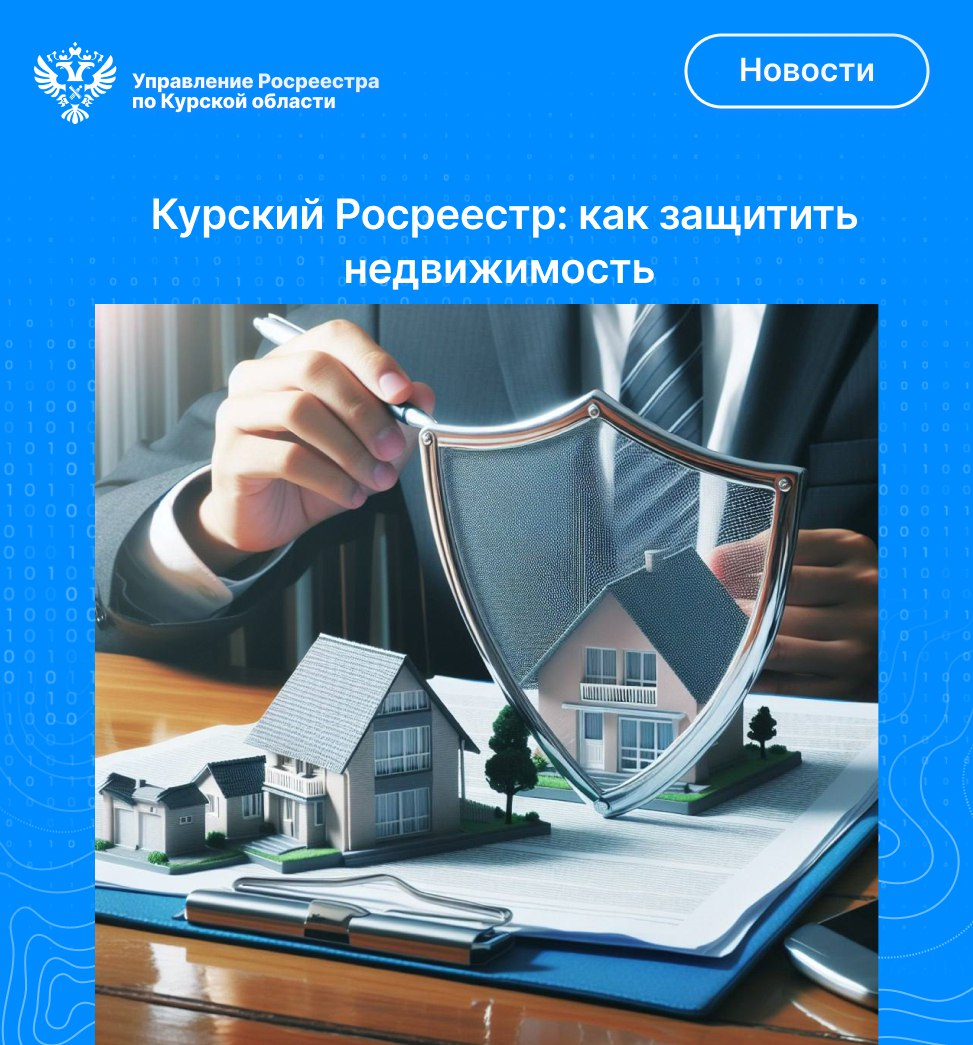 Управление Росреестра
по Курской области
Новости
Курский Росреестр: как защитить
недвижимость